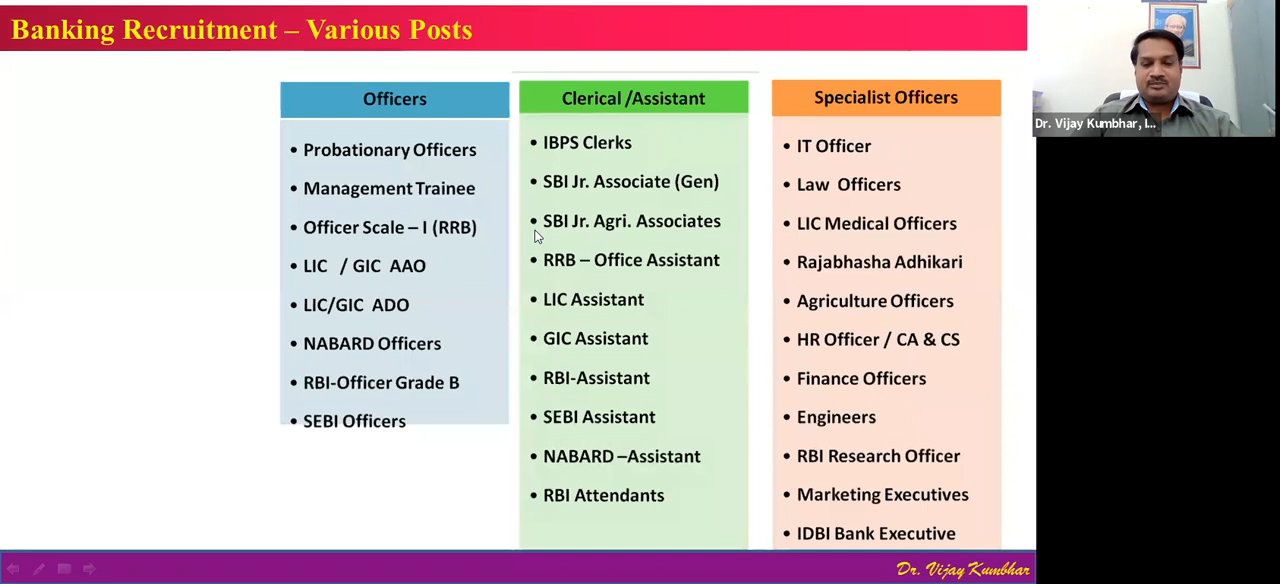 Banking Recruitment – Various Posts
Officers
• Probationary Officers
• Management Trainee
• Officer Scale – I (RRB)
• LIC / GIC AAO
• LIC/GIC ADO
• NABARD Officers
• RBI-Officer Grade B
• SEBI Officers
Clerical /Assistant
• IBPS Clerks
• SBI Jr. Associate (Gen)
• SBI Jr. Agri. Associates
• RRB – Office Assistant
• LIC Assistant
• GIC Assistant
• RBI-Assistant
• SEBI Assistant
• NABARD –Assistant
• RBI Attendants
Specialist Officers
• IT Officer
• Law Officers
• LIC Medical Officers
• Rajabhasha Adhikari
• Agriculture Officers
• HR Officer / CA & CS
• Finance Officers
• Engineers
• RBI Research Officer
• Marketing Executives
• IDBI Bank Executive
Dr. Vijay Kumbhar, I...
Dr. Vijay Kumbhar